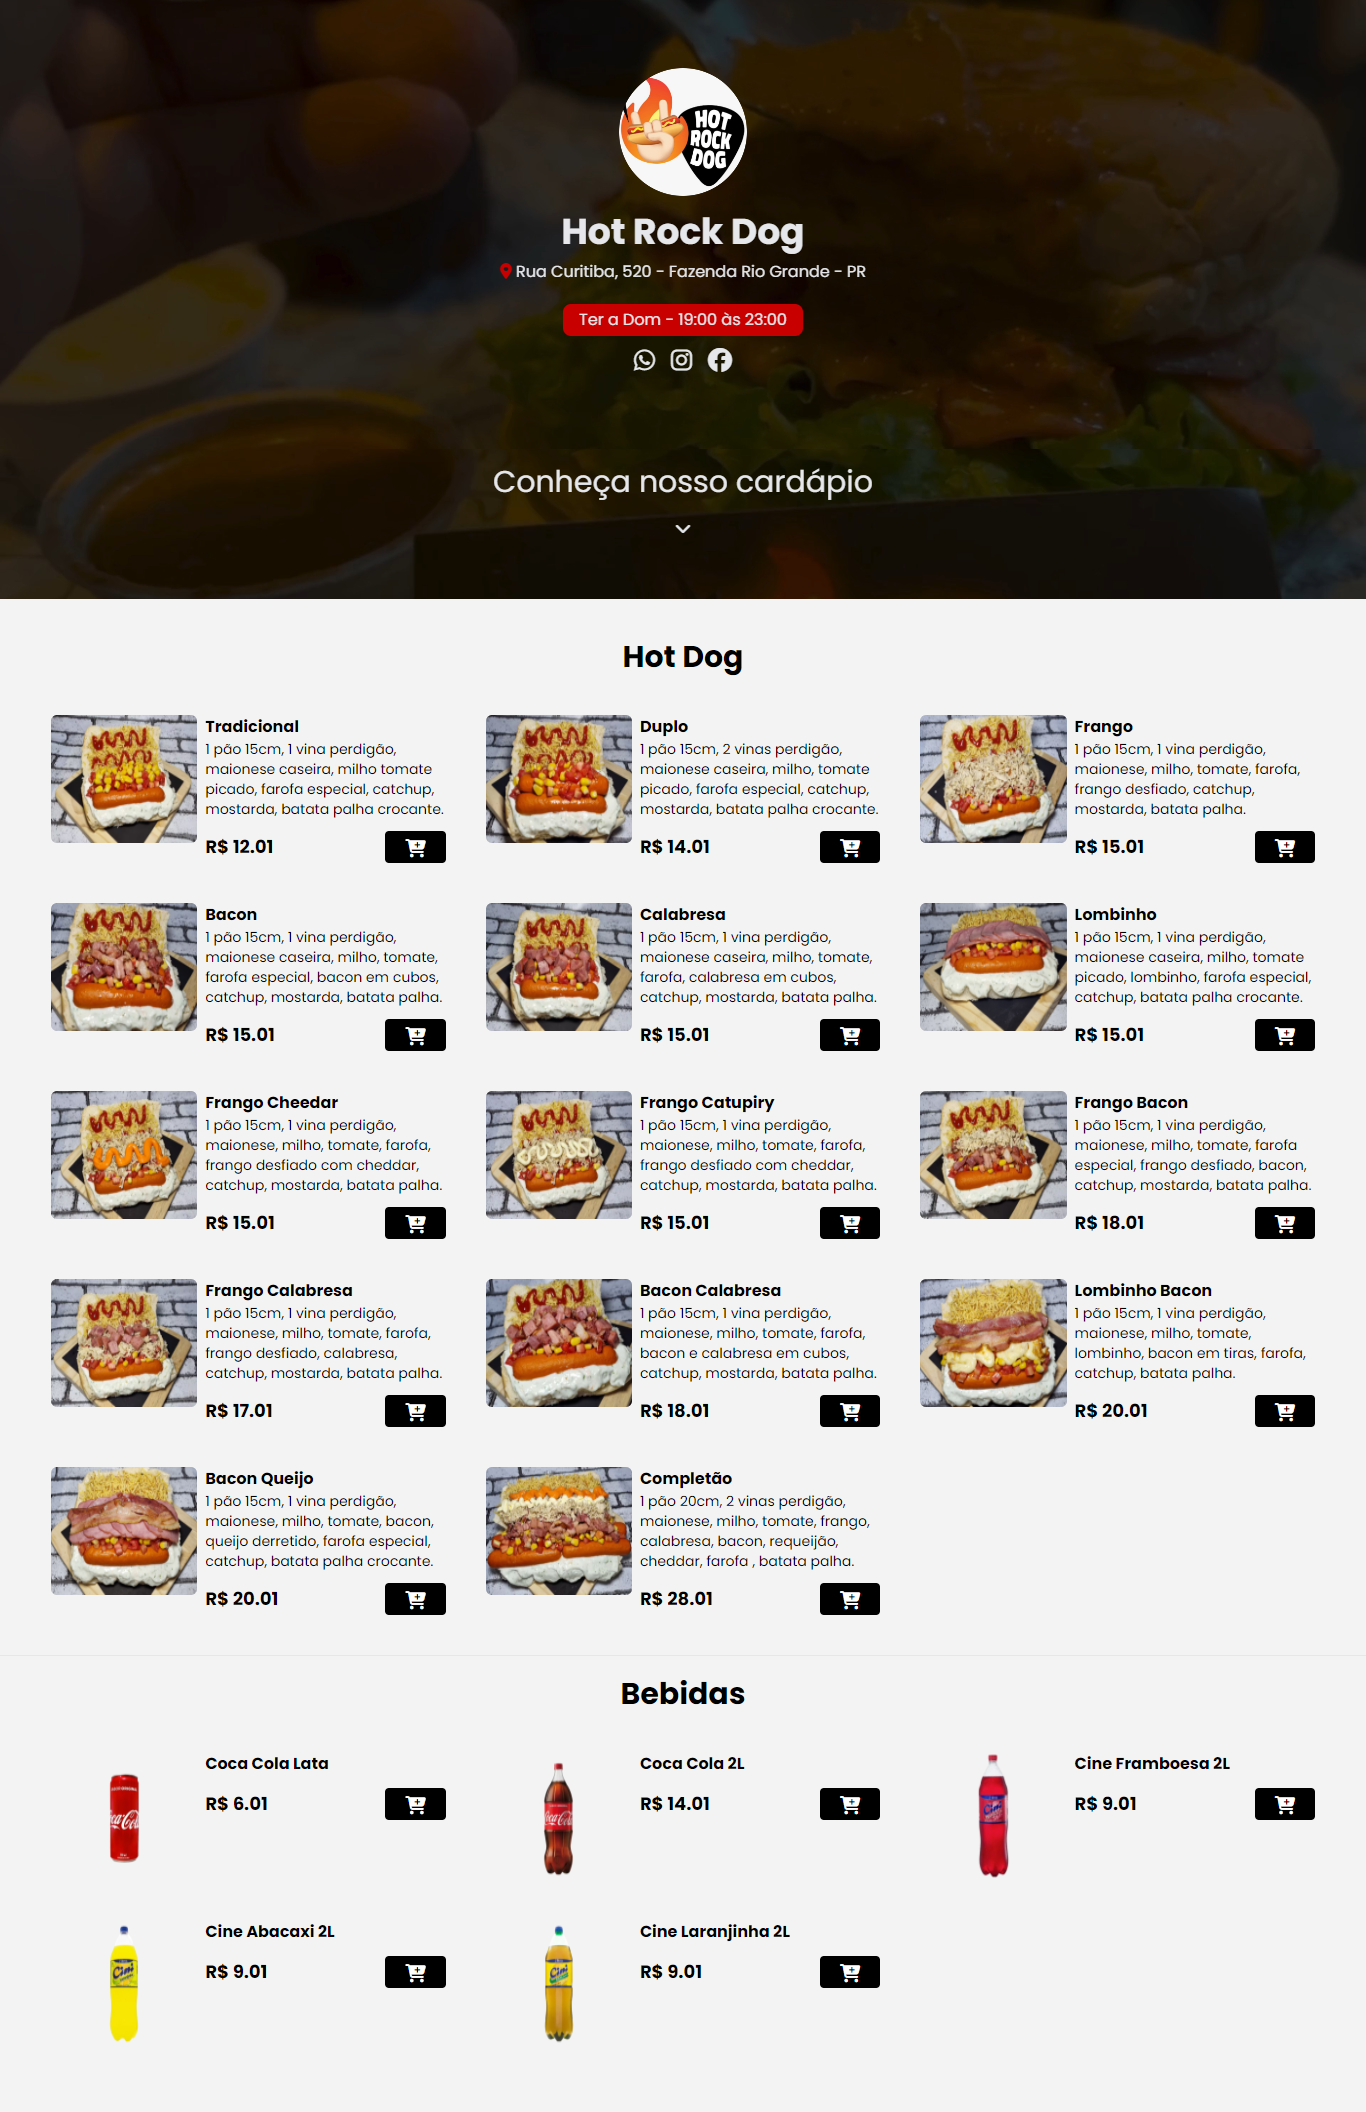 HOT
ROCK
DOG
Hot Rock Dog
Rua Curitiba, 520 - Fazenda Rio Grande - PR
Ter a Dom - 19:00 às 23:00
Conheça nosso cardápio
Hot Dog
Tradicional
1 pão 15cm, 1 vina perdigão,
maionese caseira, milho tomate
picado, farofa especial, catchup,
mostarda, batata palha crocante.
R$ 12.01
Duplo
1 pão 15cm, 2 vinas perdigão,
maionese caseira, milho, tomate
picado, farofa especial, catchup,
mostarda, batata palha crocante.
R$ 14.01
Frango
1 pão 15cm, 1 vina perdigão,
maionese, milho, tomate, farofa,
frango desfiado, catchup,
mostarda, batata palha.
R$ 15.01
Bacon
1 pão 15cm, 1 vina perdigão,
maionese caseira, milho, tomate,
farofa especial, bacon em cubos,
catchup, mostarda, batata palha.
R$ 15.01
Calabresa
1 pão 15cm, 1 vina perdigão,
maionese caseira, milho, tomate,
farofa, calabresa em cubos,
catchup, mostarda, batata palha.
R$ 15.01
Lombinho
1 pão 15cm, 1 vina perdigão,
maionese caseira, milho, tomate
picado, lombinho, farofa especial,
catchup, batata palha crocante.
R$ 15.01
Frango Cheedar
1 pão 15cm, 1 vina perdigão,
maionese, milho, tomate, farofa,
frango desfiado com cheddar,
catchup, mostarda, batata palha.
R$ 15.01
Frango Catupiry
1 pão 15cm, 1 vina perdigão,
maionese, milho, tomate, farofa,
frango desfiado com cheddar,
catchup, mostarda, batata palha.
R$ 15.01
Frango Bacon
1 pão 15cm, 1 vina perdigão,
maionese, milho, tomate, farofa
especial, frango desfiado, bacon,
catchup, mostarda, batata palha.
R$ 18.01
Frango Calabresa
1 pão 15cm, 1 vina perdigão,
maionese, milho, tomate, farofa,
frango desfiado, calabresa,
catchup, mostarda, batata palha.
R$ 17.01
Bacon Calabresa
1 pão 15cm, 1 vina perdigão,
maionese, milho, tomate, farofa,
bacon e calabresa em cubos,
catchup, mostarda, batata palha.
R$ 18.01
Lombinho Bacon
1 pão 15cm, 1 vina perdigão,
maionese, milho, tomate,
lombinho, bacon em tiras, farofa,
catchup, batata palha.
R$ 20.01
Bacon Queijo
1 pão 15cm, 1 vina perdigão,
maionese, milho, tomate, bacon,
queijo derretido, farofa especial,
catchup, batata palha crocante.
R$ 20.01
Completão
1 pão 20cm, 2 vinas perdigão,
maionese, milho, tomate, frango,
calabresa, bacon, requeijão,
cheddar, farofa , batata palha.
R$ 28.01
Bebidas
Coca Cola Lata
R$ 6.01
Coca Cola 2L
Coca-Cola
R$ 14.01
Cine Framboesa 2L
Cini
R$ 9.01
Cine Abacaxi 2L
Cini
R$ 9.01
Cine Laranjinha 2L
Cini
R$ 9.01